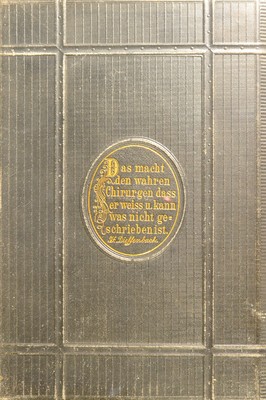 Das macht
den wahren
Chirurgen dass
er weiss u. kann
was nicht ge=
schrieben ist.
Dieffenbach.